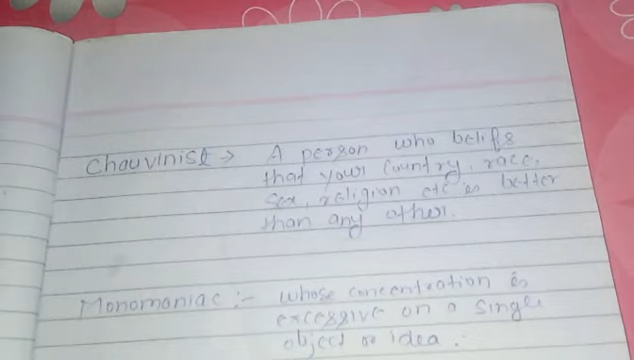 Chauvinist → A person who belifs
that your Country, race,
Sex, religion etc is better
than any other.
Monomaniac :- whose concentration is
excessive on a single
object or idea.